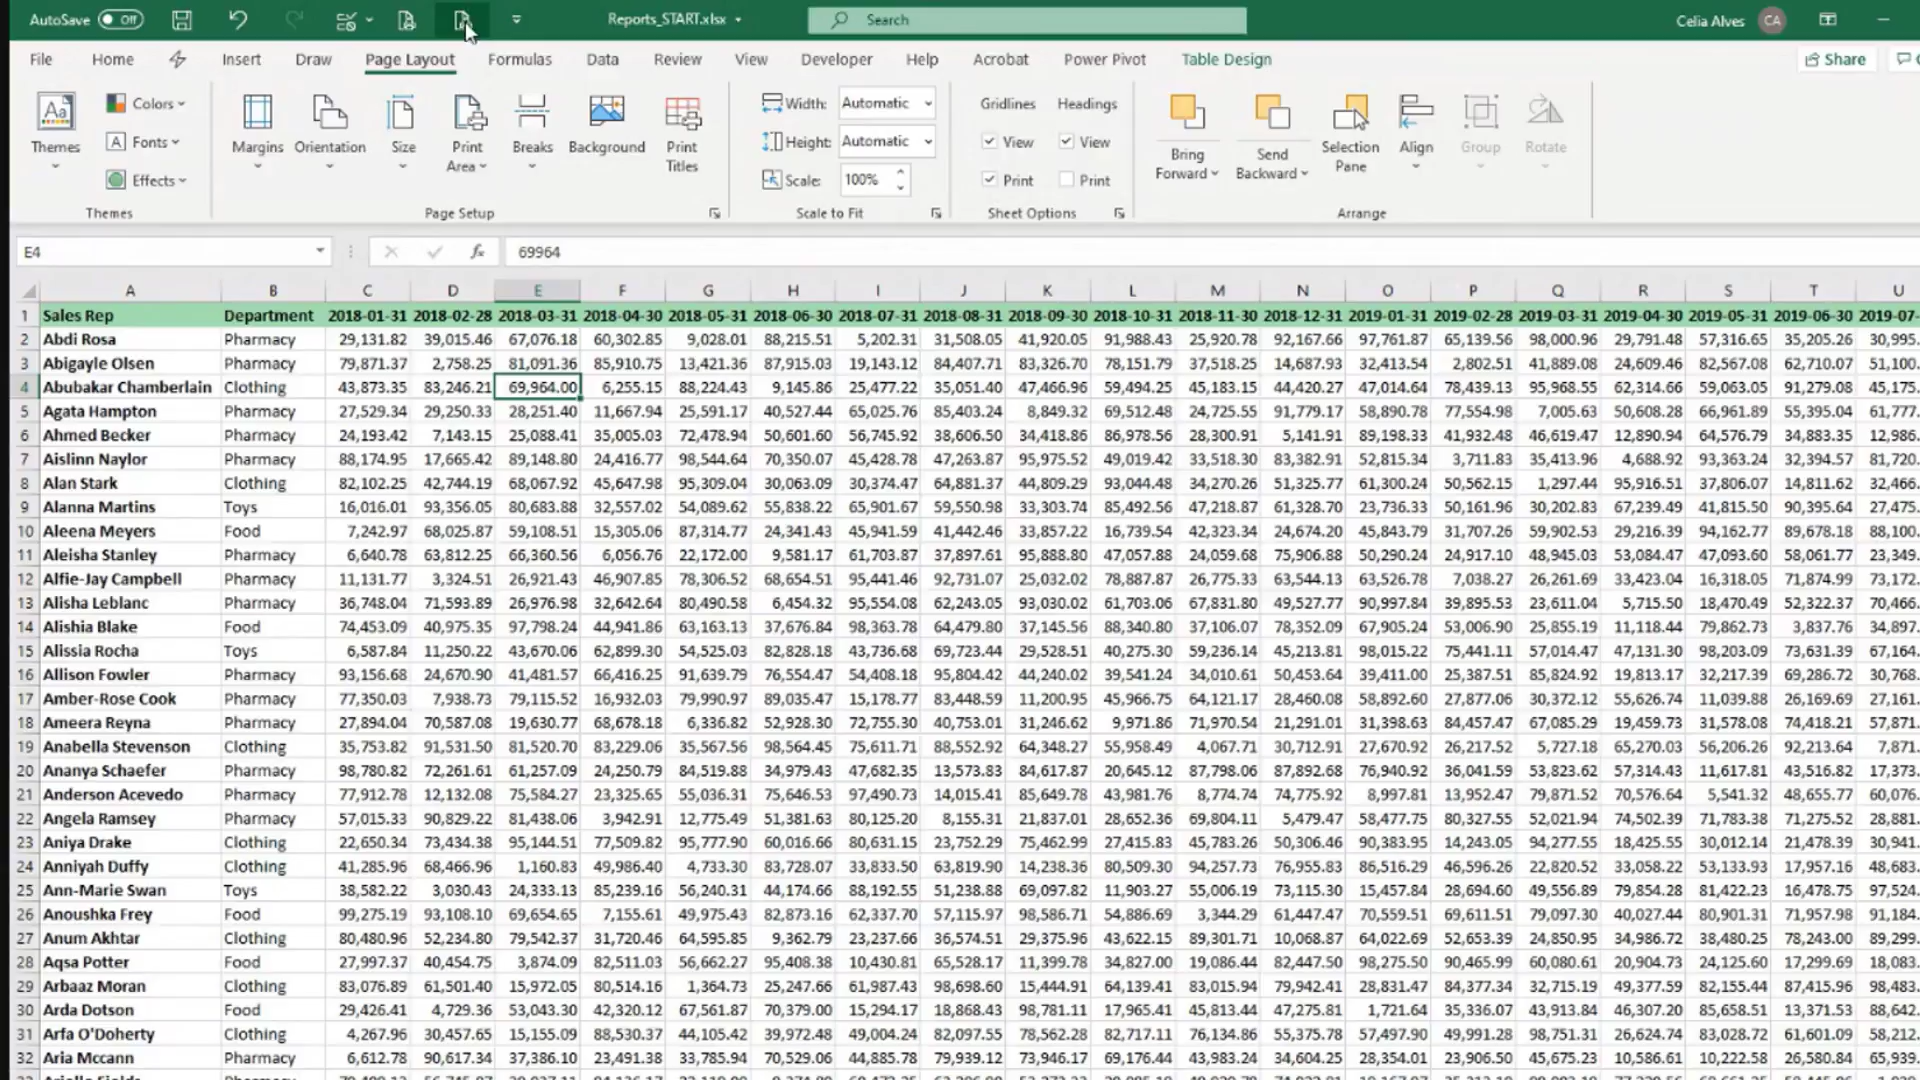 AutoSave Off Reports_START.xlsx Search Celia Alves CA
File Home Insert Draw Page Layout Formulas Data Review View Developer Help Acrobat Power Pivot Table Design Share
Aa Colors Width: Automatic Gridlines Headings
A Fonts Height: Automatic View View
Themes Margins Orientation Size Print Area Breaks Background Print Titles Bring Forward Send Backward Selection Pane Align Group Rotate
Effects Scale: 100% Print Print
Themes Page Setup Scale to Fit Sheet Options Arrange
E4 fx 69964
A B C D E F G H I J K L M N O P Q R S T U
1 Sales Rep Department 2018-01-31 2018-02-28 2018-03-31 2018-04-30 2018-05-31 2018-06-30 2018-07-31 2018-08-31 2018-09-30 2018-10-31 2018-11-30 2018-12-31 2019-01-31 2019-02-28 2019-03-31 2019-04-30 2019-05-31 2019-06-30 2019-07-
2 Abdi Rosa Pharmacy 29,131.82 39,015.46 67,076.18 60,302.85 9,028.01 88,215.51 5,202.31 31,508.05 41,920.05 91,988.43 25,920.78 92,167.66 97,761.87 65,139.56 98,000.96 29,791.48 57,316.65 35,205.26 30,995.
3 Abigayle Olsen Pharmacy 79,871.37 2,758.25 81,091.36 85,910.75 13,421.36 87,915.03 19,143.12 84,407.71 83,326.70 78,151.79 37,518.25 14,687.93 32,413.54 2,802.51 41,889.08 24,609.46 82,567.08 62,710.07 51,100.
4 Abubakar Chamberlain Clothing 43,873.35 83,246.21 69,964.00 6,255.15 88,224.43 9,145.86 25,477.22 35,051.40 47,466.96 59,494.25 45,183.15 44,420.27 47,014.64 78,439.13 95,968.55 62,314.66 59,063.05 91,279.08 45,175.
5 Agata Hampton Pharmacy 27,529.34 29,250.33 28,251.40 11,667.94 25,591.17 40,527.44 65,025.76 85,403.24 8,849.32 69,512.48 24,725.55 91,779.17 58,890.78 77,554.98 7,005.63 50,608.28 66,961.89 55,395.04 61,777.
6 Ahmed Becker Pharmacy 24,193.42 7,143.15 25,088.41 35,005.03 72,478.94 50,601.60 56,745.92 38,606.50 34,418.86 86,978.56 28,300.91 5,141.91 89,198.33 41,932.48 46,619.47 12,890.94 64,576.79 34,883.35 12,986.
7 Aislinn Naylor Pharmacy 88,174.95 17,665.42 89,148.80 24,416.77 98,544.64 70,350.07 45,428.78 47,263.87 95,975.52 49,019.42 33,518.30 83,382.91 52,815.34 3,711.83 35,413.96 4,688.92 93,363.24 32,394.57 81,720.
8 Alan Stark Clothing 82,102.25 42,744.19 68,067.92 45,647.98 95,309.04 30,063.09 30,374.47 64,881.37 44,809.29 93,044.48 34,270.26 51,325.77 61,300.24 50,562.15 1,297.44 95,916.51 37,806.07 14,811.62 32,466.
9 Alanna Martins Toys 16,016.01 93,356.05 80,683.88 32,557.02 54,089.62 55,838.22 65,901.67 59,550.98 33,303.74 85,492.56 47,218.87 61,328.70 23,736.33 50,161.96 30,202.83 67,239.49 41,815.50 90,395.64 27,475.
10 Aleena Meyers Food 7,242.97 68,025.87 59,108.51 15,305.06 87,314.77 24,341.43 45,941.59 41,442.46 33,857.22 16,739.54 42,323.34 24,674.20 45,843.79 31,707.26 59,902.53 29,216.39 94,162.77 89,678.18 88,100.
11 Aleisha Stanley Pharmacy 6,640.78 63,812.25 66,360.56 6,056.76 22,172.00 9,581.17 61,703.87 37,897.61 95,888.80 47,057.88 24,059.68 75,906.88 50,290.24 24,917.10 48,945.03 53,084.47 47,093.60 58,061.77 23,349.
12 Alfie-Jay Campbell Pharmacy 11,131.77 3,324.51 26,921.43 46,907.85 78,306.52 68,654.51 95,441.46 92,731.07 25,032.02 78,887.87 26,775.33 63,544.13 63,526.78 7,038.27 26,261.69 33,423.04 16,318.05 71,874.99 73,172.
13 Alisha Leblanc Pharmacy 36,748.04 71,593.89 26,976.98 32,642.64 80,490.58 6,454.32 95,554.08 62,243.05 93,030.02 61,703.06 67,831.80 49,527.77 90,997.84 39,895.53 23,611.04 5,715.50 18,470.49 52,322.37 70,466.
14 Alishia Blake Food 74,453.09 40,975.35 97,798.24 44,941.86 63,163.13 37,676.84 98,363.78 64,479.80 37,145.56 88,340.80 37,106.07 78,352.09 67,905.24 53,006.90 25,855.19 11,118.44 79,862.73 3,837.76 34,897.
15 Alissia Rocha Toys 6,587.84 11,250.22 43,670.06 62,899.30 54,525.03 82,828.18 43,736.68 69,723.44 29,528.51 40,275.30 59,236.14 45,213.81 98,015.22 75,441.11 57,014.47 47,131.30 98,203.09 73,631.39 67,164.
16 Allison Fowler Pharmacy 93,156.68 24,670.90 41,481.57 66,416.25 91,639.79 76,554.47 54,408.18 95,804.42 44,240.02 39,541.24 34,010.61 50,453.64 39,411.00 25,387.51 85,824.92 19,813.17 32,217.39 69,286.72 30,768.
17 Amber-Rose Cook Pharmacy 77,350.03 7,938.73 79,115.52 16,932.03 79,990.97 89,035.47 15,178.77 83,448.59 11,200.95 45,966.75 64,121.17 28,460.08 58,892.60 27,877.06 30,372.12 55,626.74 11,039.88 26,169.69 27,161.
18 Ameera Reyna Pharmacy 27,894.04 70,587.08 19,630.77 68,678.18 6,336.82 52,928.30 72,755.30 40,753.01 31,246.62 9,971.86 71,970.54 21,291.01 31,398.63 84,457.47 67,085.29 19,459.73 31,578.08 74,418.21 57,871.
19 Anabella Stevenson Clothing 35,753.82 91,531.50 81,520.70 83,229.06 35,567.56 98,564.45 75,611.71 88,552.92 64,348.27 55,958.49 4,067.71 30,712.91 27,670.92 26,217.52 5,727.18 65,270.03 56,206.26 92,213.64 7,871.
20 Ananya Schaefer Pharmacy 98,780.82 72,261.61 61,257.09 24,250.79 84,519.88 34,979.43 47,682.35 13,573.83 84,617.87 20,645.12 87,798.06 87,892.68 76,940.92 36,041.59 53,823.62 57,314.43 11,617.81 43,516.82 17,373.
21 Anderson Acevedo Pharmacy 77,912.78 12,132.08 75,584.27 23,325.65 55,036.31 75,646.53 97,490.73 14,015.41 85,649.78 43,981.76 8,774.74 74,775.92 8,997.81 13,952.47 79,871.52 70,576.64 5,541.32 48,655.77 60,076.
22 Angela Ramsey Pharmacy 57,015.33 90,829.22 81,438.06 3,942.91 12,775.49 51,381.63 80,125.20 8,155.31 21,837.01 28,652.36 69,804.11 5,479.47 58,477.75 80,327.55 52,021.94 74,502.39 71,783.38 71,275.52 28,881.
23 Aniya Drake Clothing 22,650.34 73,434.38 95,144.51 77,509.82 95,777.90 60,016.66 80,631.15 23,752.29 75,462.99 27,415.83 45,783.26 50,306.46 90,383.95 14,243.05 94,277.55 18,425.55 30,012.14 21,478.39 30,941.
24 Anniyah Duffy Clothing 41,285.96 68,466.96 1,160.83 49,986.40 4,733.30 83,728.07 33,833.50 63,819.90 14,238.36 80,509.30 94,257.73 76,955.83 86,516.29 46,596.26 22,820.52 33,058.22 53,133.93 17,957.16 48,683.
25 Ann-Marie Swan Toys 38,582.22 3,030.43 24,333.13 85,239.16 56,240.31 44,174.66 88,192.55 51,238.88 69,097.82 11,903.27 55,006.19 73,115.30 15,457.84 28,694.60 49,556.89 79,854.28 81,422.23 16,478.75 97,524.
26 Anoushka Frey Food 99,275.19 93,108.10 69,654.65 7,155.61 49,975.43 82,873.16 62,337.70 57,115.97 98,586.71 54,886.69 3,344.29 61,447.47 70,559.51 69,611.51 79,097.30 40,027.44 80,901.31 71,957.98 91,184.
27 Anum Akhtar Clothing 80,480.96 52,234.80 79,542.37 31,720.46 64,595.85 9,362.79 23,237.66 36,574.51 29,375.96 43,622.15 89,301.71 10,068.87 64,022.69 52,653.39 24,850.95 34,986.72 38,480.25 78,243.00 89,299.
28 Aqsa Potter Food 27,997.37 40,454.75 3,874.09 82,511.03 56,662.27 95,408.38 10,430.81 65,528.17 11,399.78 34,827.00 19,086.44 82,447.50 98,275.50 90,465.99 60,080.61 20,904.73 24,125.60 17,299.69 18,083.
29 Arbaaz Moran Clothing 83,076.89 61,501.40 15,972.05 80,514.16 1,364.73 25,247.66 61,987.43 98,698.60 15,444.91 64,139.41 83,015.94 79,942.41 28,831.47 84,377.34 32,715.19 49,377.59 82,155.44 87,415.96 98,483.
30 Arda Dotson Food 29,426.41 4,729.36 53,043.30 42,320.12 67,561.87 70,379.00 15,294.17 18,868.43 98,781.11 17,965.41 45,813.44 47,275.81 1,721.64 35,336.07 43,913.84 46,307.20 85,658.51 13,371.53 88,642.
31 Arfa O'Doherty Clothing 4,267.96 30,457.65 15,155.09 88,530.37 44,105.42 39,972.48 49,004.24 82,097.55 78,562.28 82,717.11 76,134.86 55,375.78 57,497.90 49,991.28 98,751.31 26,624.74 83,028.72 61,601.09 58,212.
32 Aria Mccann Pharmacy 6,612.78 90,617.34 37,386.10 23,491.38 33,785.94 70,529.06 44,885.78 79,939.12 73,946.17 69,176.44 43,983.24 34,604.25 28,354.01 23,906.50 45,675.23 10,586.61 10,222.58 26,580.84 65,939.